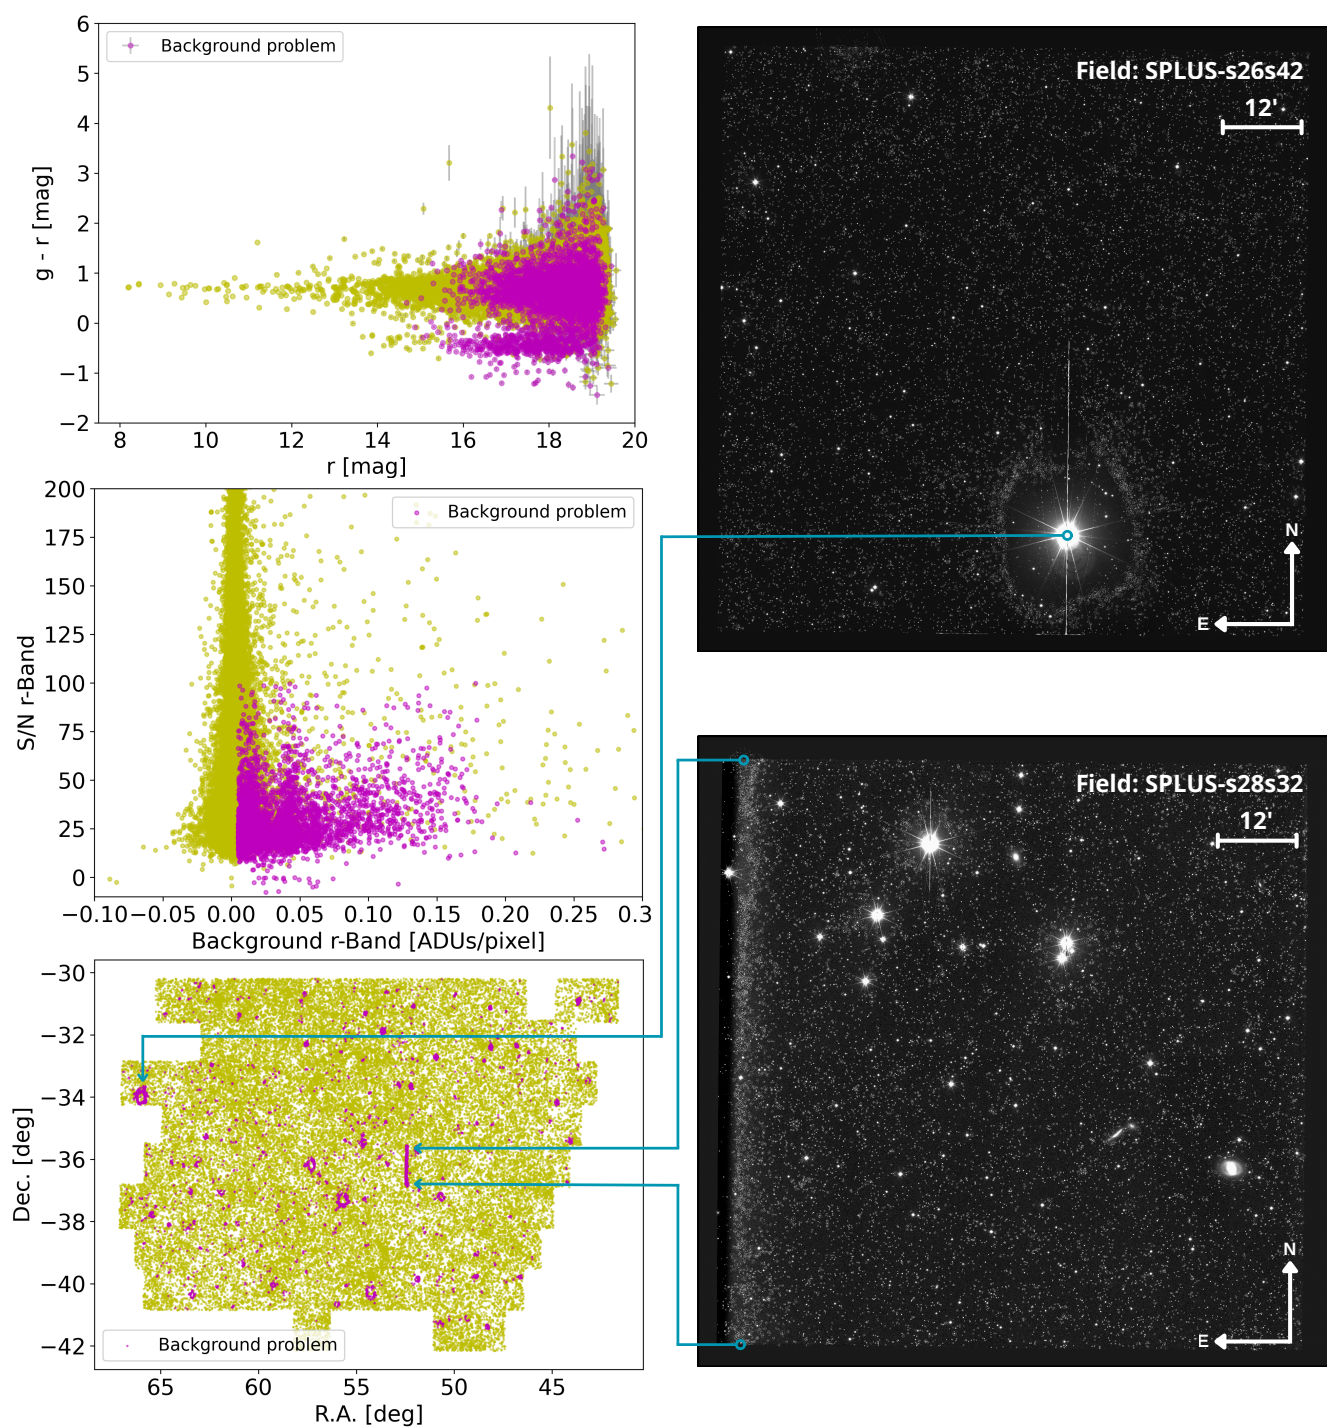 6
5
4
3
2
1
0
−1
−2
g - r [mag]
Background problem
8 10 12 14 16 18 20
r [mag]
200
175
150
125
100
75
50
25
0
S/N r-Band
Background problem
−0.10 −0.05 0.00 0.05 0.10 0.15 0.20 0.25 0.3
Background r-Band [ADUs/pixel]
−30
−32
−34
−36
−38
−40
−42
Dec. [deg]
Background problem
65 60 55 50 45
R.A. [deg]
Field: SPLUS-s26s42
12'
N
E
Field: SPLUS-s28s32
12'
N
E